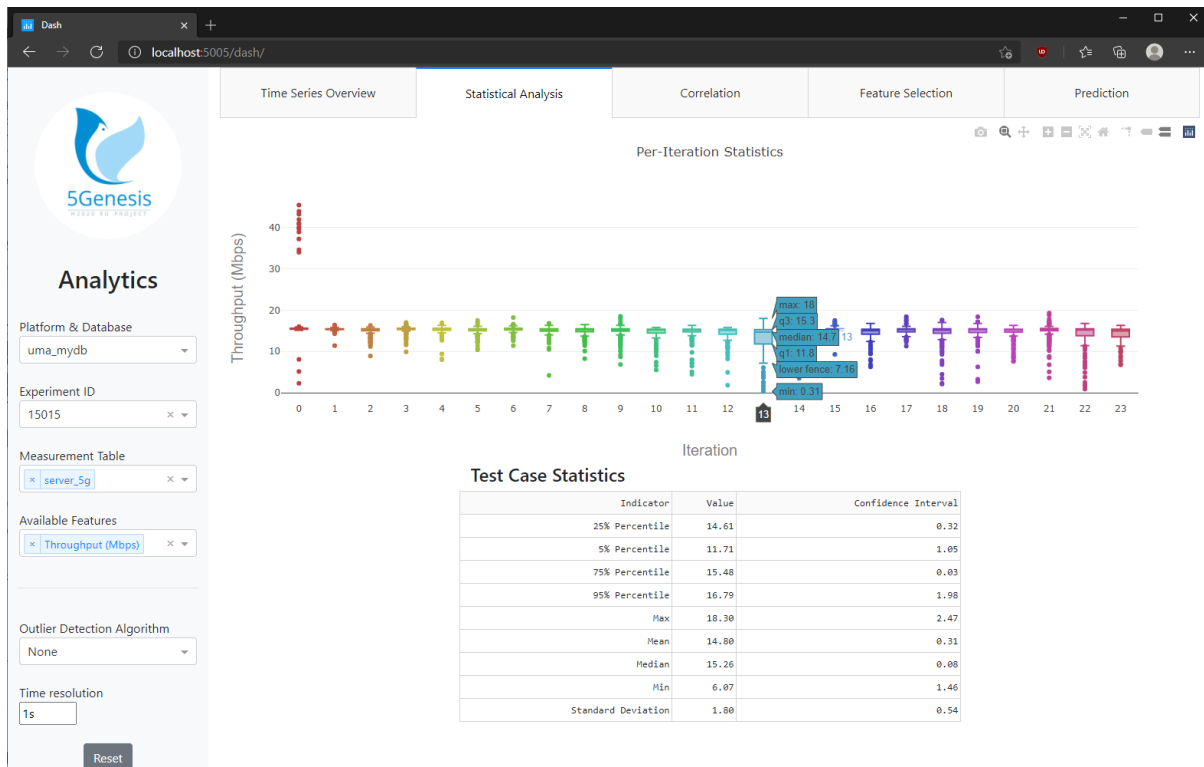 Dash
localhost:5005/dash/
5Genesis
H2020 5G PROJECT
Analytics
Platform & Database
uma_mydb
Experiment ID
15015
Measurement Table
× server_5g
Available Features
× Throughput (Mbps)
Outlier Detection Algorithm
None
Time resolution
1s
Reset
Time Series Overview Statistical Analysis Correlation Feature Selection Prediction
Per-Iteration Statistics
Throughput (Mbps)
40
30
20
10
0
max: 18
q3: 15.3
median: 14.7 13
q1: 11.8
lower fence: 7.16
min: 0.31
0 1 2 3 4 5 6 7 8 9 10 11 12 13 14 15 16 17 18 19 20 21 22 23
Iteration
Test Case Statistics
Indicator Value Confidence Interval
25% Percentile 14.61 0.32
5% Percentile 11.71 1.05
75% Percentile 15.48 0.03
95% Percentile 16.79 1.98
Max 18.30 2.47
Mean 14.80 0.31
Median 15.26 0.08
Min 6.07 1.46
Standard Deviation 1.80 0.54